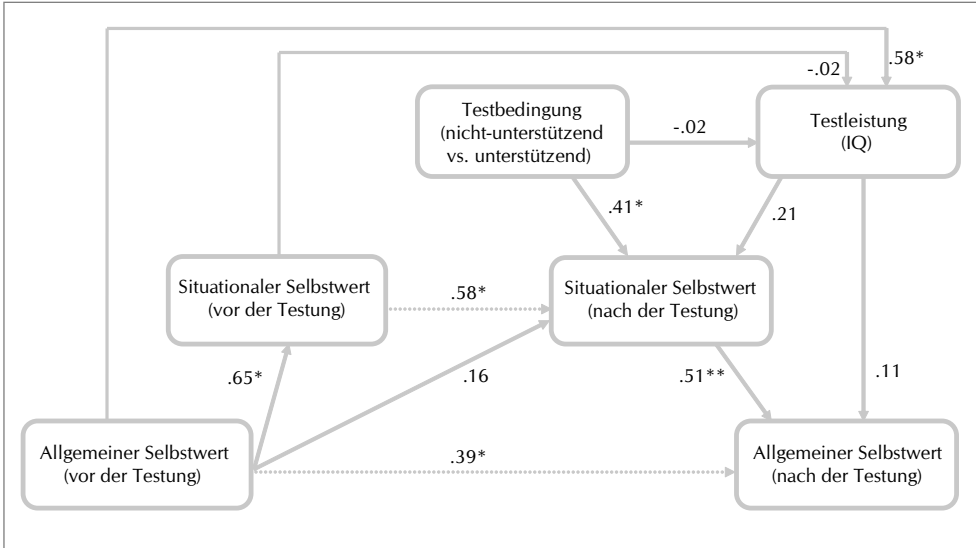 .58*
-.02
Testbedingung
(nicht-unterstützend
vs. unterstützend)
-.02
Testleistung
(IQ)
.41*
.21
Situationaler Selbstwert
(vor der Testung)
.58*
Situationaler Selbstwert
(nach der Testung)
.65*
.16
.51**
.11
Allgemeiner Selbstwert
(vor der Testung)
.39*
Allgemeiner Selbstwert
(nach der Testung)